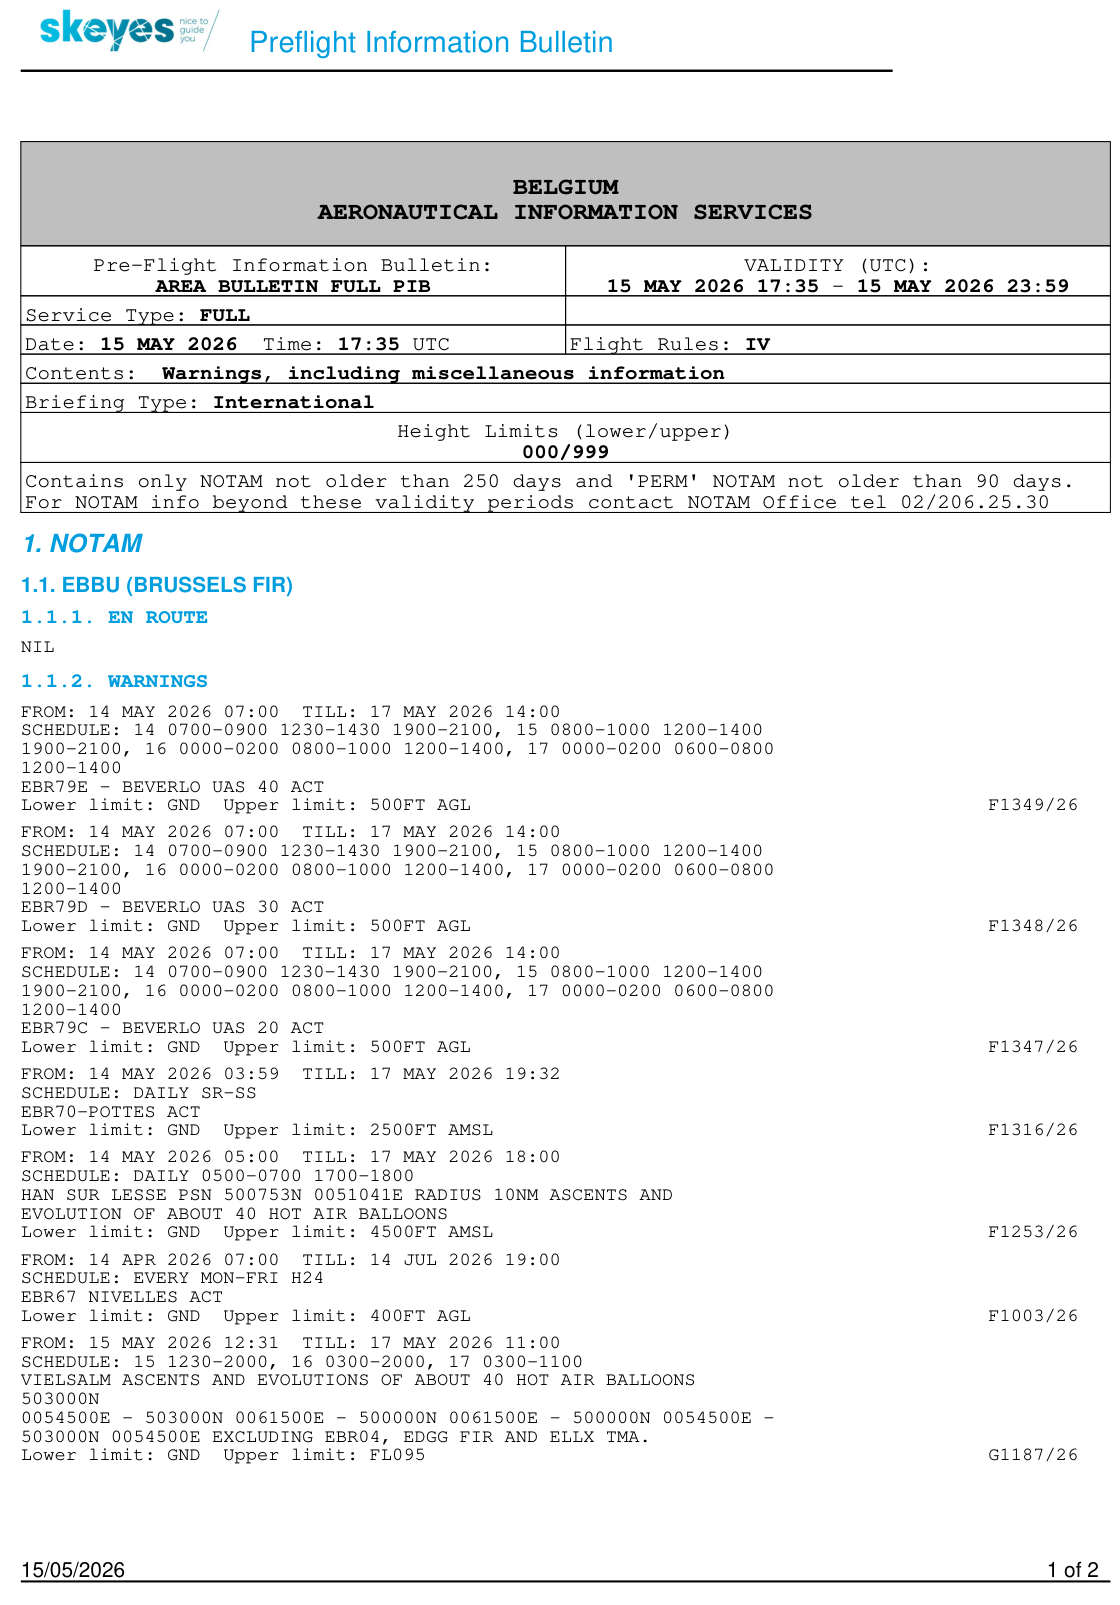 skeyes nice to guide you
Preflight Information Bulletin
BELGIUM
AERONAUTICAL INFORMATION SERVICES
Pre-Flight Information Bulletin:
AREA BULLETIN FULL PIB
VALIDITY (UTC):
15 MAY 2026 17:35 - 15 MAY 2026 23:59
Service Type: FULL
Date: 15 MAY 2026  Time: 17:35 UTC
Flight Rules: IV
Contents:  Warnings, including miscellaneous information
Briefing Type: International
Height Limits (lower/upper)
000/999
Contains only NOTAM not older than 250 days and 'PERM' NOTAM not older than 90 days.
For NOTAM info beyond these validity periods contact NOTAM Office tel 02/206.25.30
1. NOTAM
1.1. EBBU (BRUSSELS FIR)
1.1.1. EN ROUTE
NIL
1.1.2. WARNINGS
FROM: 14 MAY 2026 07:00  TILL: 17 MAY 2026 14:00
SCHEDULE: 14 0700-0900 1230-1430 1900-2100, 15 0800-1000 1200-1400
1900-2100, 16 0000-0200 0800-1000 1200-1400, 17 0000-0200 0600-0800
1200-1400
EBR79E - BEVERLO UAS 40 ACT
Lower limit: GND  Upper limit: 500FT AGL F1349/26
FROM: 14 MAY 2026 07:00  TILL: 17 MAY 2026 14:00
SCHEDULE: 14 0700-0900 1230-1430 1900-2100, 15 0800-1000 1200-1400
1900-2100, 16 0000-0200 0800-1000 1200-1400, 17 0000-0200 0600-0800
1200-1400
EBR79D - BEVERLO UAS 30 ACT
Lower limit: GND  Upper limit: 500FT AGL F1348/26
FROM: 14 MAY 2026 07:00  TILL: 17 MAY 2026 14:00
SCHEDULE: 14 0700-0900 1230-1430 1900-2100, 15 0800-1000 1200-1400
1900-2100, 16 0000-0200 0800-1000 1200-1400, 17 0000-0200 0600-0800
1200-1400
EBR79C - BEVERLO UAS 20 ACT
Lower limit: GND  Upper limit: 500FT AGL F1347/26
FROM: 14 MAY 2026 03:59  TILL: 17 MAY 2026 19:32
SCHEDULE: DAILY SR-SS
EBR70-POTTES ACT
Lower limit: GND  Upper limit: 2500FT AMSL F1316/26
FROM: 14 MAY 2026 05:00  TILL: 17 MAY 2026 18:00
SCHEDULE: DAILY 0500-0700 1700-1800
HAN SUR LESSE PSN 500753N 0051041E RADIUS 10NM ASCENTS AND
EVOLUTION OF ABOUT 40 HOT AIR BALLOONS
Lower limit: GND  Upper limit: 4500FT AMSL F1253/26
FROM: 14 APR 2026 07:00  TILL: 14 JUL 2026 19:00
SCHEDULE: EVERY MON-FRI H24
EBR67 NIVELLES ACT
Lower limit: GND  Upper limit: 400FT AGL F1003/26
FROM: 15 MAY 2026 12:31  TILL: 17 MAY 2026 11:00
SCHEDULE: 15 1230-2000, 16 0300-2000, 17 0300-1100
VIELSALM ASCENTS AND EVOLUTIONS OF ABOUT 40 HOT AIR BALLOONS
503000N
0054500E - 503000N 0061500E - 500000N 0061500E - 500000N 0054500E -
503000N 0054500E EXCLUDING EBR04, EDGG FIR AND ELLX TMA.
Lower limit: GND  Upper limit: FL095 G1187/26
15/05/2026 1 of 2